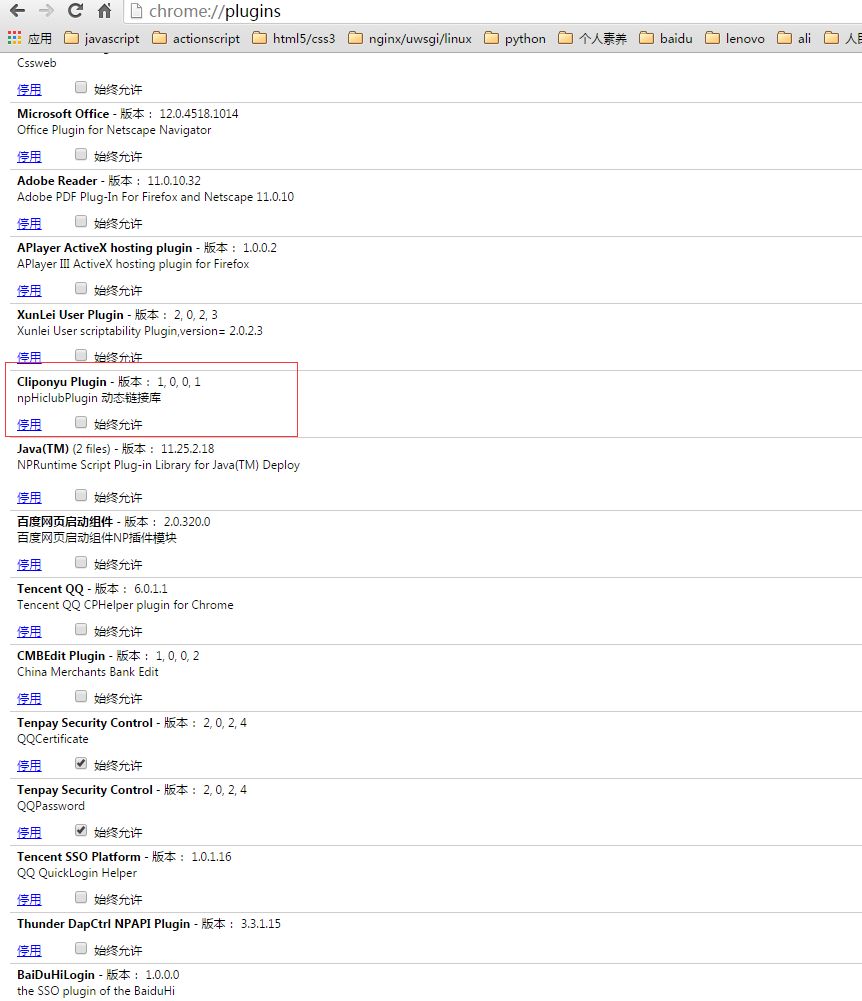 chrome://plugins
应用 javascript actionscript html5/css3 nginx/uwsgi/linux python 个人素养 baidu lenovo ali
Cssweb
停用 始终允许
Microsoft Office - 版本： 12.0.4518.1014
Office Plugin for Netscape Navigator
停用 始终允许
Adobe Reader - 版本： 11.0.10.32
Adobe PDF Plug-In For Firefox and Netscape 11.0.10
停用 始终允许
APlayer ActiveX hosting plugin - 版本： 1.0.0.2
APlayer III ActiveX hosting plugin for Firefox
停用 始终允许
XunLei User Plugin - 版本： 2, 0, 2, 3
Xunlei User scriptability Plugin,version= 2.0.2.3
停用 始终允许
Cliponyu Plugin - 版本： 1, 0, 0, 1
npHiclubPlugin 动态链接库
停用 始终允许
Java(TM) (2 files) - 版本： 11.25.2.18
NPRuntime Script Plug-in Library for Java(TM) Deploy
停用 始终允许
百度网页启动组件 - 版本： 2.0.320.0
百度网页启动组件NP插件模块
停用 始终允许
Tencent QQ - 版本： 6.0.1.1
Tencent QQ CPHelper plugin for Chrome
停用 始终允许
CMBEdit Plugin - 版本： 1, 0, 0, 2
China Merchants Bank Edit
停用 始终允许
Tenpay Security Control - 版本： 2, 0, 2, 4
QQCertificate
停用 始终允许
Tenpay Security Control - 版本： 2, 0, 2, 4
QQPassword
停用 始终允许
Tencent SSO Platform - 版本： 1.0.1.16
QQ QuickLogin Helper
停用 始终允许
Thunder DapCtrl NPAPI Plugin - 版本： 3.3.1.15
停用 始终允许
BaiDuHiLogin - 版本： 1.0.0.0
the SSO plugin of the BaiduHi